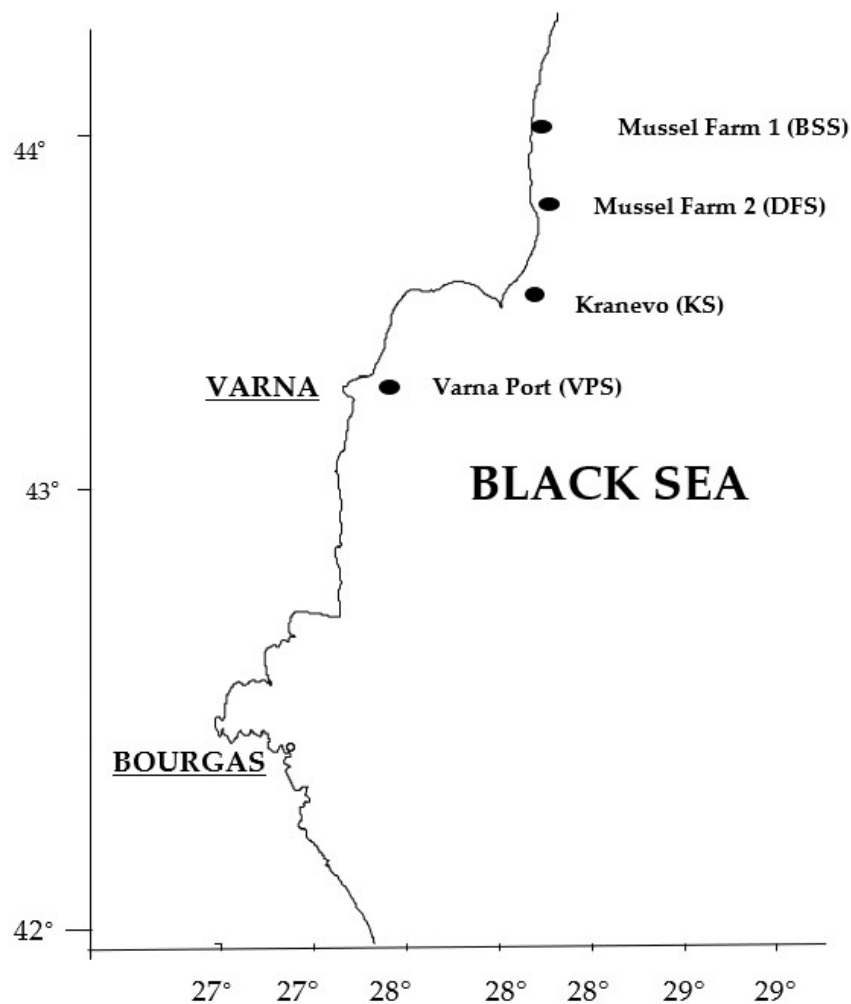 Mussel Farm 1 (BSS)
44°
Mussel Farm 2 (DFS)
Kranevo (KS)
VARNA
Varna Port (VPS)
BLACK SEA
43°
BOURGAS
42°
27° 27° 28° 28° 28° 29° 29°